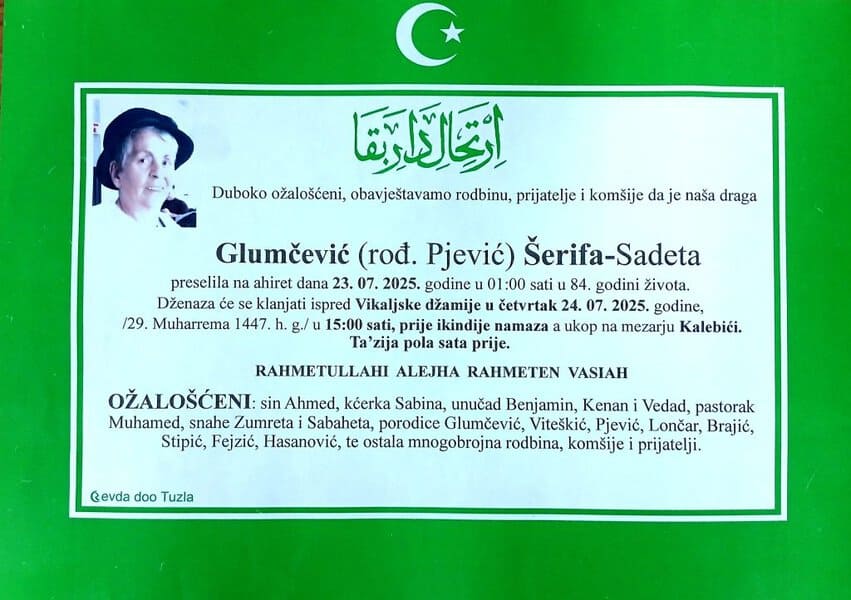 اِرْتِحَالِ دَارِ بَقَا
Duboko ožalošćeni, obavještavamo rodbinu, prijatelje i komšije da je naša draga
Glumčević (rođ. Pjević) Šerifa-Sadeta
preselila na ahiret dana 23. 07. 2025. godine u 01:00 sati u 84. godini života.
Dženaza će se klanjati ispred Vikaljske džamije u četvrtak 24. 07. 2025. godine,
/29. Muharrema 1447. h. g./ u 15:00 sati, prije ikindije namaza a ukop na mezarju Kalebići.
Ta’zija pola sata prije.
RAHMETULLAHI ALEJHA RAHMETEN VASIAH
OŽALOŠĆENI: sin Ahmed, kćerka Sabina, unučad Benjamin, Kenan i Vedad, pastorak
Muhamed, snahe Zumreta i Sabaheta, porodice Glumčević, Viteškić, Pjević, Lončar, Brajić,
Stipić, Fejzić, Hasanović, te ostala mnogobrojna rodbina, komšije i prijatelji.
evda doo Tuzla